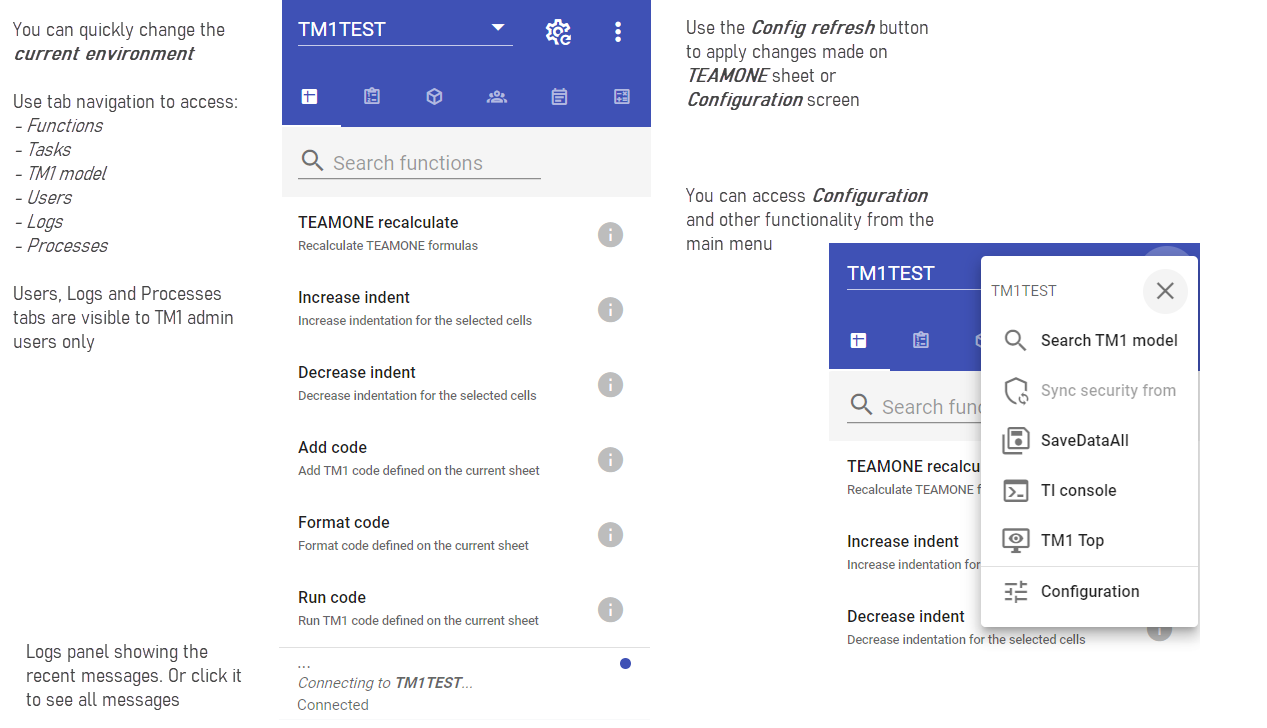 You can quickly change the
current environment
Use tab navigation to access:
- Functions
- Tasks
- TM1 model
- Users
- Logs
- Processes
Users, Logs and Processes
tabs are visible to TM1 admin
users only
Logs panel showing the
recent messages. Or click it
to see all messages
TM1TEST
Search functions
TEAMONE recalculate
Recalculate TEAMONE formulas
Increase indent
Increase indentation for the selected cells
Decrease indent
Decrease indentation for the selected cells
Add code
Add TM1 code defined on the current sheet
Format code
Format code defined on the current sheet
Run code
Run TM1 code defined on the current sheet
...
Connecting to TM1TEST...
Connected
Use the Config refresh button
to apply changes made on
TEAMONE sheet or
Configuration screen
You can access Configuration
and other functionality from the
main menu
TM1TEST
Search func
TEAMONE recalcu
Recalculate TEAMONE f
Increase indent
Increase indentation for
Decrease indent
Decrease indentation for the selected cells
TM1TEST
Search TM1 model
Sync security from
SaveDataAll
TI console
TM1 Top
Configuration